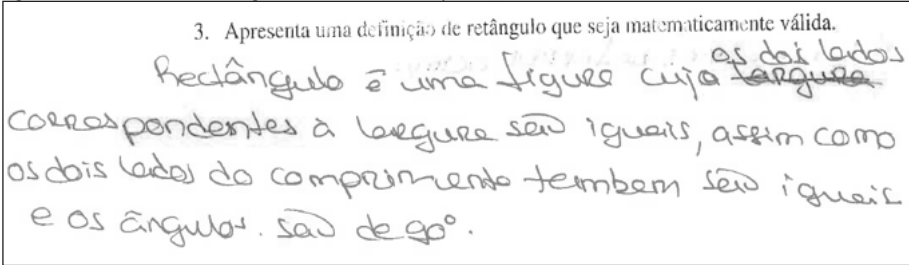 3. Apresenta uma definição de retângulo que seja matematicamente válida.
os dois lados
Rectângulo é uma figura cuja largura
correspondentes à largura são iguais, assim como
os dois lados do comprimento tembem são iguais
e os ângulos. são de 90°.